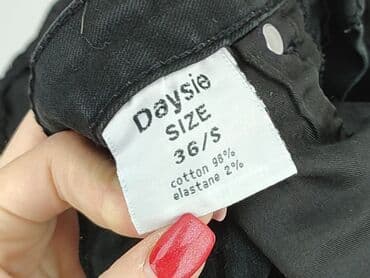 Daysie
SIZE
36/S
cotton 98%
elastane 2%